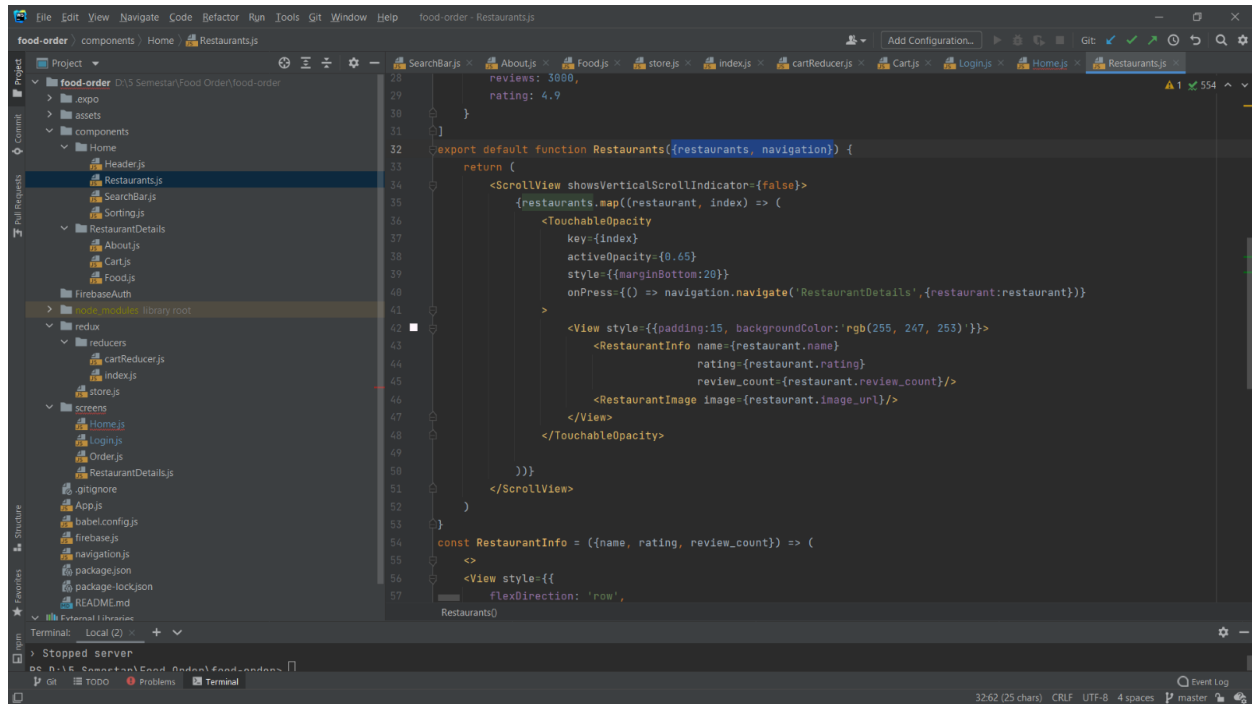 File Edit View Navigate Code Refactor Run Tools Git Window Help food-order - Restaurants.js
food-order components Home Restaurants.js Add Configuration... Git:
Project
SearchBar.js About.js Food.js store.js index.js cartReducer.js Cart.js Login.js Home.js Restaurants.js
food-order D:\5 Semestar\Food Order\food-order
.expo
assets
components
Home
Header.js
Restaurants.js
SearchBar.js
Sorting.js
RestaurantDetails
About.js
Cart.js
Food.js
FirebaseAuth
node_modules library root
redux
reducers
cartReducer.js
index.js
store.js
screens
Home.js
Login.js
Order.js
RestaurantDetails.js
.gitignore
App.js
babel.config.js
firebase.js
navigation.js
package.json
package-lock.json
README.md
External Libraries
Project
Commit
Pull Requests
Structure
Favorites
npm
1 554
28 reviews: 3000,
29 rating: 4.9
30 }
31 ]
32 export default function Restaurants({restaurants, navigation}) {
33 return (
34 <ScrollView showsVerticalScrollIndicator={false}>
35 {restaurants.map((restaurant, index) => (
36 <TouchableOpacity
37 key={index}
38 activeOpacity={0.65}
39 style={{marginBottom:20}}
40 onPress={() => navigation.navigate('RestaurantDetails',{restaurant:restaurant})}
41 >
42 <View style={{padding:15, backgroundColor:'rgb(255, 247, 253)'}}>
43 <RestaurantInfo name={restaurant.name}
44 rating={restaurant.rating}
45 review_count={restaurant.review_count}/>
46 <RestaurantImage image={restaurant.image_url}/>
47 </View>
48 </TouchableOpacity>
49
50 ))}
51 </ScrollView>
52 )
53 }
54 const RestaurantInfo = ({name, rating, review_count}) => (
55 <>
56 <View style={{
57 flexDirection: 'row',
Restaurants()
Terminal: Local (2)
> Stopped server
PS D:\5 Semestar\Food Order\food-order>
Git TODO Problems Terminal Event Log
32:62 (25 chars) CRLF UTF-8 4 spaces master